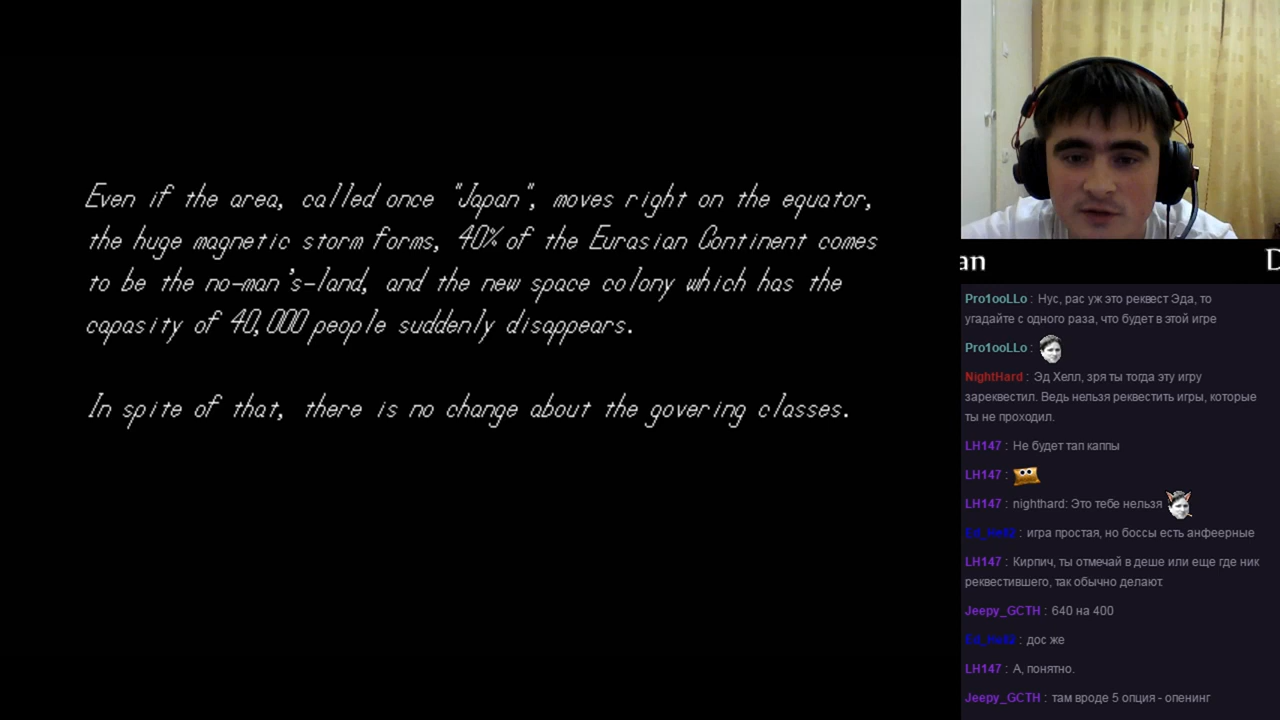 Even if the area, called once "Japan", moves right on the equator,
the huge magnetic storm forms, 40% of the Eurasian Continent comes
to be the no-man's-land, and the new space colony which has the
capasity of 40,000 people suddenly disappears.
In spite of that, there is no change about the govering classes.
an D
Pro1ooLLo : Нус, рас уж это реквест Эда, то
угадайте с одного раза, что будет в этой игре
Pro1ooLLo :
NightHard : Эд Хелл, зря ты тогда эту игру
зареквестил. Ведь нельзя реквестить игры, которые
ты не проходил.
LH147 : Не будет тап каппы
LH147 :
LH147 : nighthard: Это тебе нельзя
: игра простая, но боссы есть анфеерные
LH147 : Кирпич, ты отмечай в деше или еще где ник
реквестившего, так обычно делают.
Jeepy_GCTH : 640 на 400
: дос же
LH147 : А, понятно.
Jeepy_GCTH : там вроде 5 опция - опенинг